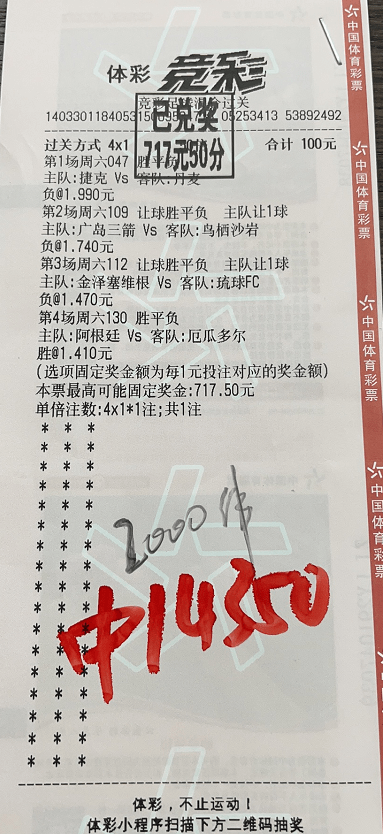 体彩 竞彩
竞彩足球混合过关
05253413 53892492
已兑奖
717元50分
过关方式 4x1 合计 100元
第1场周六047 胜平负
主队:捷克 Vs 客队:丹麦
负@1.990元
第2场周六109 让球胜平负 主队让1球
主队:广岛三箭 Vs 客队:鸟栖沙岩
负@1.740元
第3场周六112 让球胜平负 主队让1球
主队:金泽塞维根 Vs 客队:琉球FC
负@1.470元
第4场周六130 胜平负
主队:阿根廷 Vs 客队:厄瓜多尔
胜@1.410元
(选项固定奖金额为每1元投注对应的奖金额)
本票最高可能固定奖金:717.50元
单倍注数:4x1*1注;共1注
2000倍
中14350
体彩，不止运动！
体彩小程序扫描下方二维码抽奖
中国体育彩票
中国体育彩票
中国体育彩票
中国体育彩票
中国体育彩票